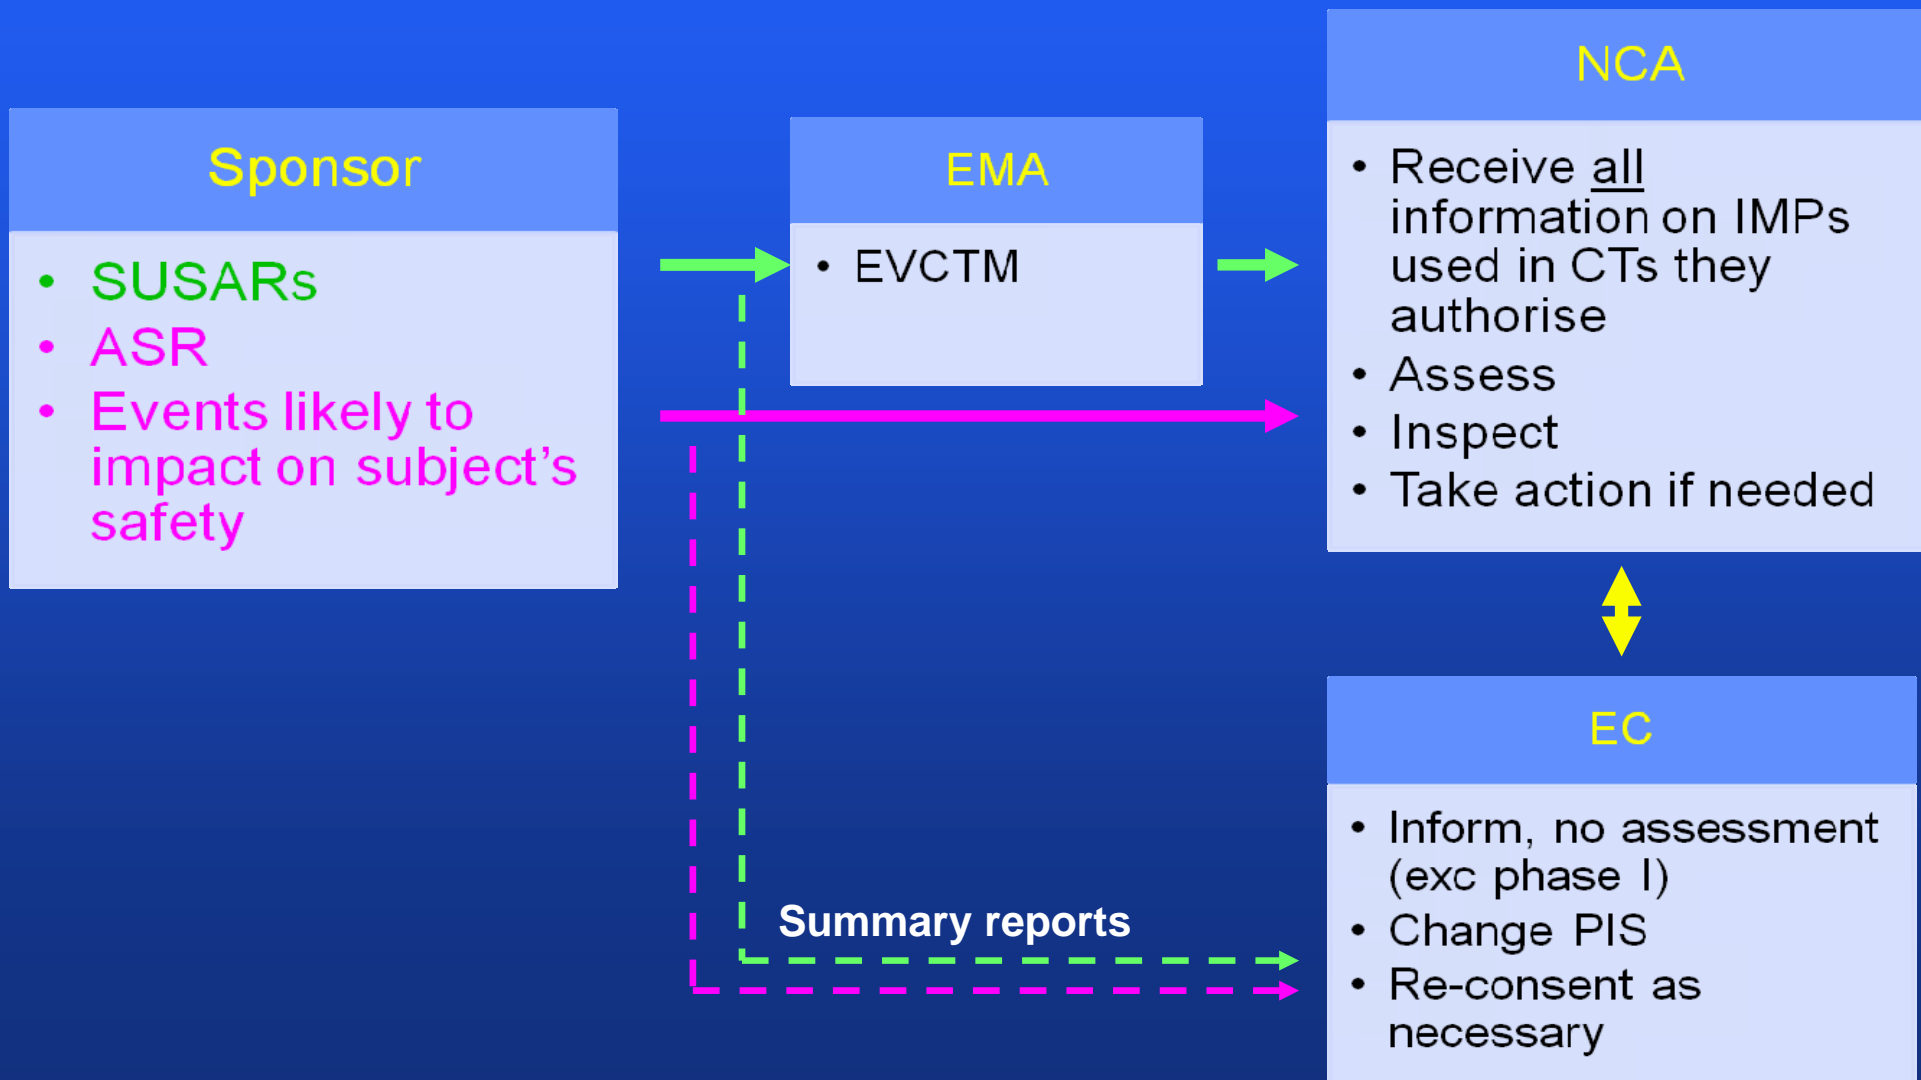 Sponsor
• SUSARs
• ASR
• Events likely to
impact on subject’s
safety
EMA
• EVCTM
NCA
• Receive all
information on IMPs
used in CTs they
authorise
• Assess
• Inspect
• Take action if needed
EC
• Inform, no assessment
(exc phase I)
• Change PIS
• Re-consent as
necessary
Summary reports